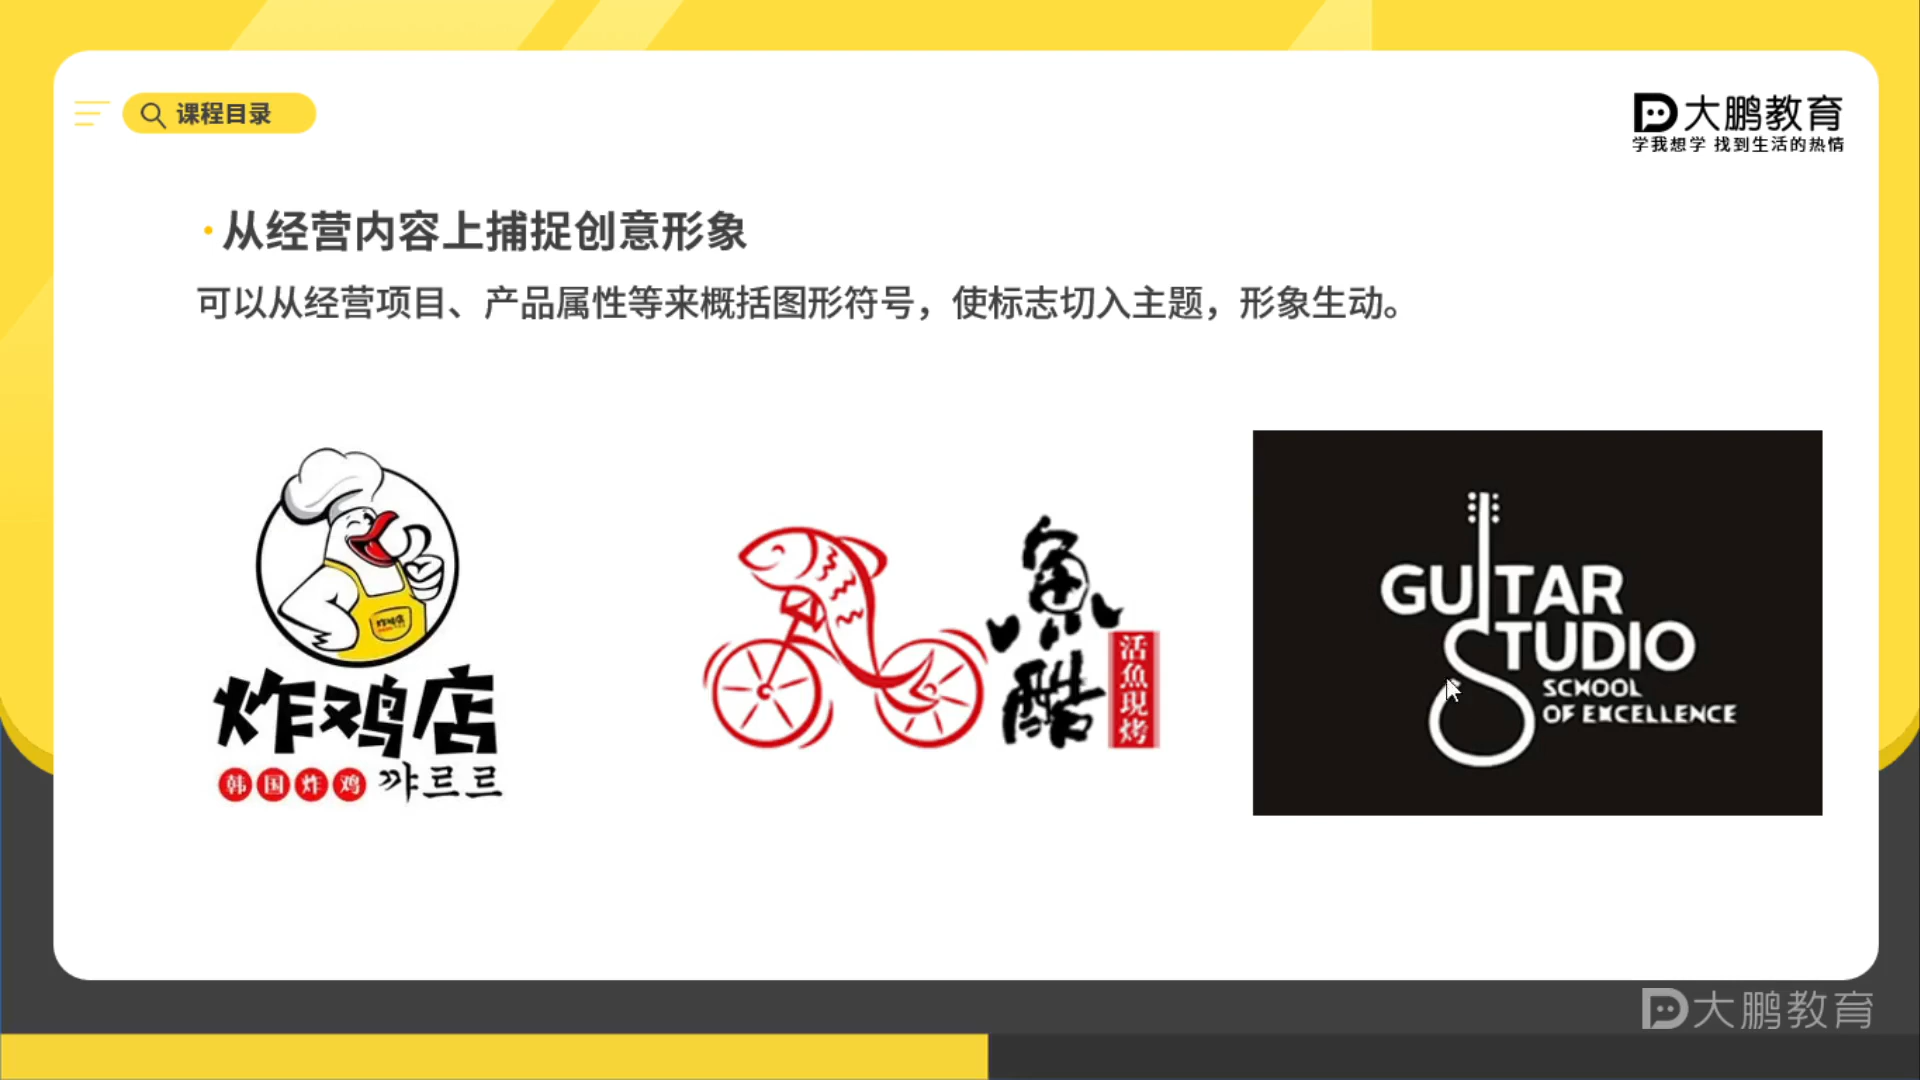 课程目录
大鹏教育
学我想学 找到生活的热情
·从经营内容上捕捉创意形象
可以从经营项目、产品属性等来概括图形符号，使标志切入主题，形象生动。
炸鸡店
炸鸡店
韩国炸鸡 꺄르르
魚酷
活魚現烤
GUITAR
STUDIO
SCHOOL
OF EXCELLENCE
大鹏教育